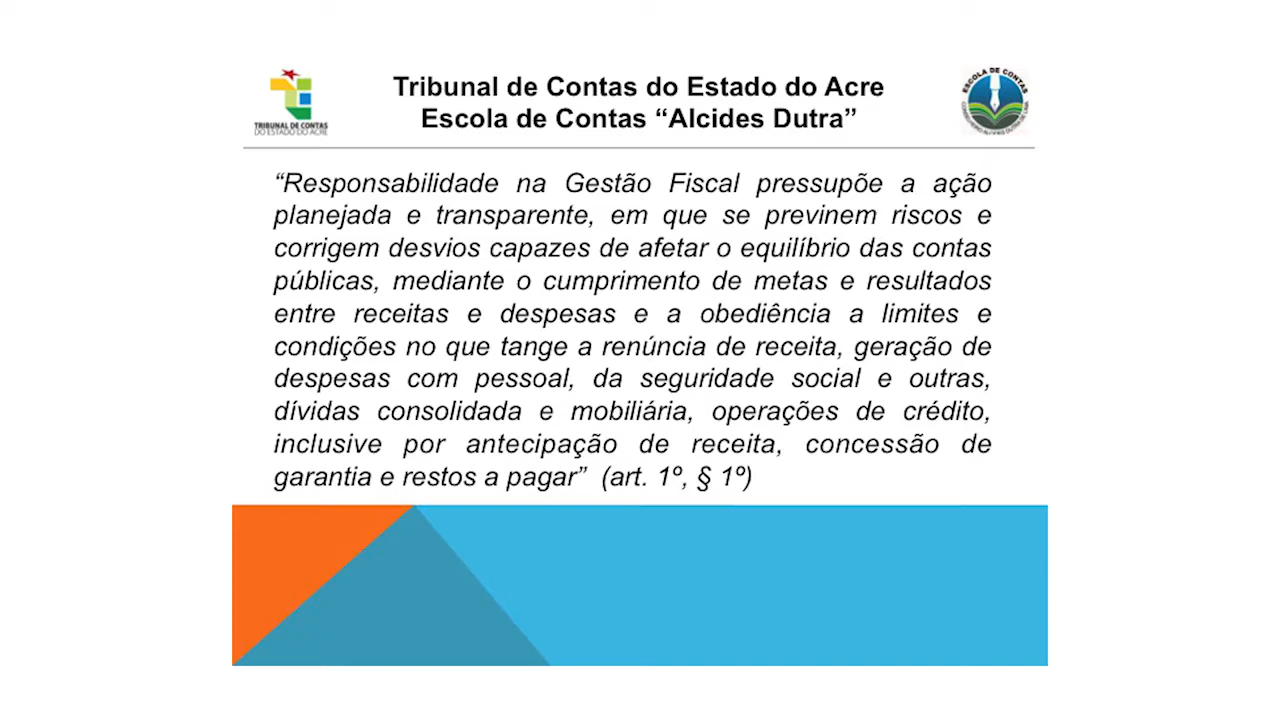 Tribunal de Contas do Estado do Acre
Escola de Contas “Alcides Dutra”
TRIBUNAL DE CONTAS
DO ESTADO DO ACRE
ESCOLA DE CONTAS
“Responsabilidade na Gestão Fiscal pressupõe a ação
planejada e transparente, em que se previnem riscos e
corrigem desvios capazes de afetar o equilíbrio das contas
públicas, mediante o cumprimento de metas e resultados
entre receitas e despesas e a obediência a limites e
condições no que tange a renúncia de receita, geração de
despesas com pessoal, da seguridade social e outras,
dívidas consolidada e mobiliária, operações de crédito,
inclusive por antecipação de receita, concessão de
garantia e restos a pagar” (art. 1º, § 1º)